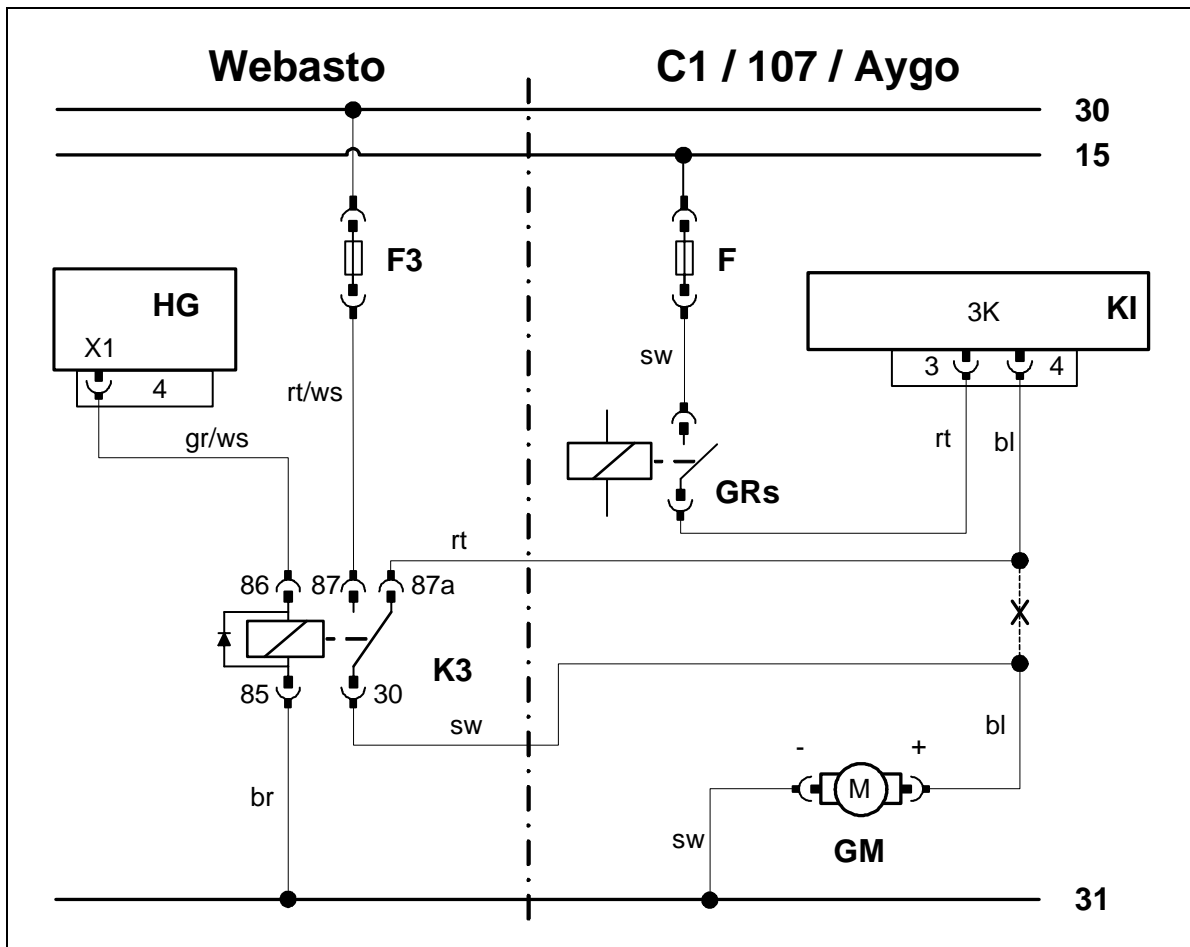 Webasto
C1 / 107 / Aygo
30
15
F3
F
HG
X1
4
3K
KI
3
4
sw
rt/ws
gr/ws
rt
bl
GRs
rt
86
87
87a
K3
85
30
sw
bl
- +
M
br
sw
GM
31